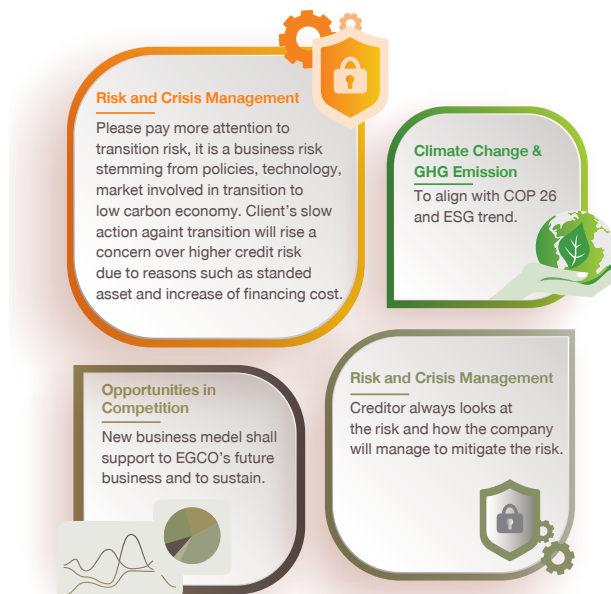 Risk and Crisis Management
Please pay more attention to
transition risk, it is a business risk
stemming from policies, technology,
market involved in transition to
low carbon economy. Client's slow
action againt transition will rise a
concern over higher credit risk
due to reasons such as standed
asset and increase of financing cost.
Climate Change &
GHG Emission
To align with COP 26
and ESG trend.
Opportunities in
Competition
New business model shall
support to EGCO's future
business and to sustain.
Risk and Crisis Management
Creditor always looks at
the risk and how the company
will manage to mitigate the risk.